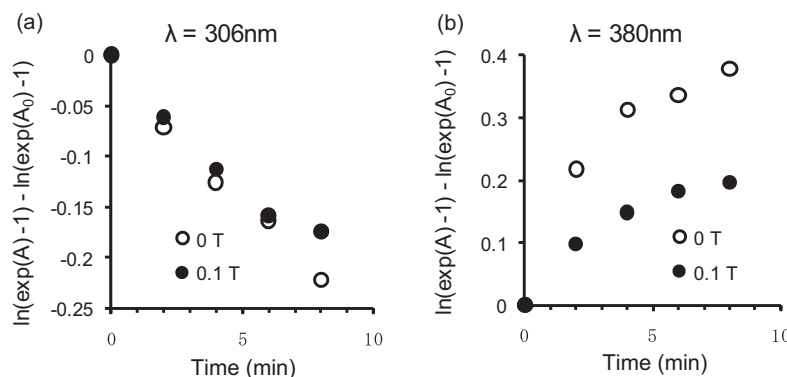 (a)
λ = 306nm
ln(exp(A) -1) - ln(exp(A₀) -1)
0
-0.05
-0.1
-0.15
-0.2
-0.25
0 T
0.1 T
0 5 10
Time (min)
(b)
λ = 380nm
ln(exp(A) -1) - ln(exp(A₀) -1)
0.4
0.3
0.2
0.1
0
0 T
0.1 T
0 5 10
Time (min)